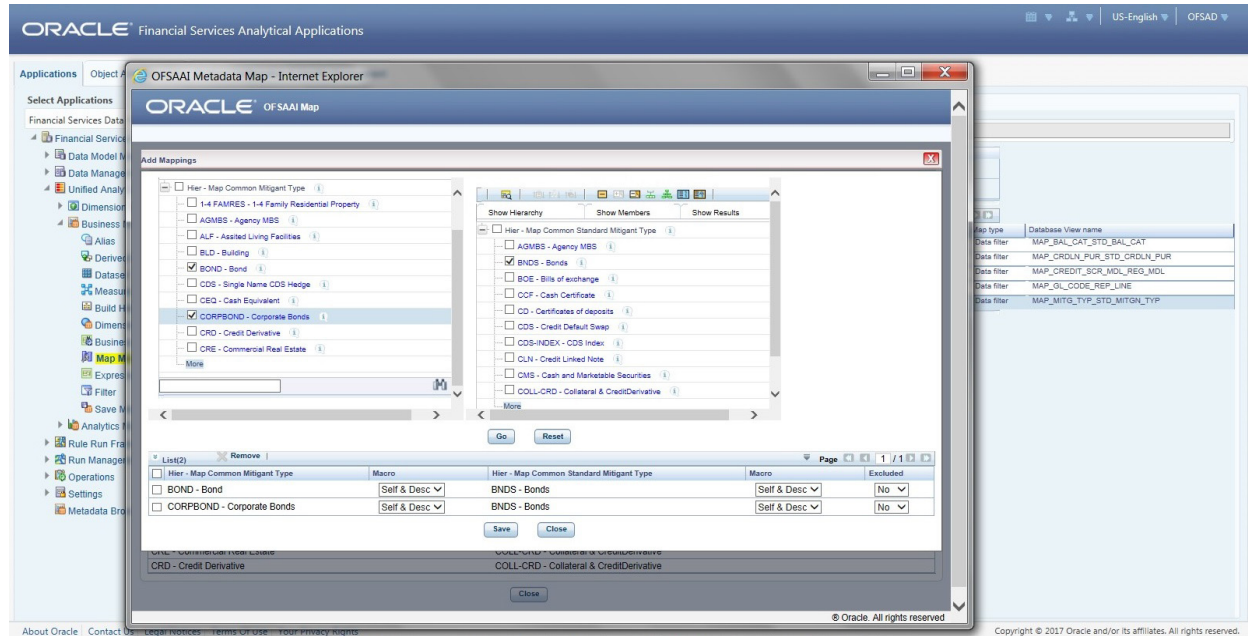 ORACLE Financial Services Analytical Applications
US-English
OFSAD
Applications
Object A
Select Applications
Financial Services Data
Financial Service
Data Model M
Data Manage
Unified Analy
Dimension
Business
Alias
Derive
Datase
Measu
Build H
Dimens
Busine
Map M
Expres
Filter
Save M
Analytics
Rule Run Fra
Run Manage
Operations
Settings
Metadata Bro
OFSAAI Metadata Map - Internet Explorer
ORACLE OFSAAI Map
Add Mappings
Hier - Map Common Mitigant Type
1-4 FAMRES - 1-4 Family Residential Property
AGMBS - Agency MBS
ALF - Assited Living Facilities
BLD - Building
BOND - Bond
CDS - Single Name CDS Hedge
CEQ - Cash Equivalent
CORPBOND - Corporate Bonds
CRD - Credit Derivative
CRE - Commercial Real Estate
More
Show Hierarchy Show Members Show Results
Hier - Map Common Standard Mitigant Type
AGMBS - Agency MBS
BNDS - Bonds
BOE - Bills of exchange
CCF - Cash Certificate
CD - Certificates of deposits
CDS - Credit Default Swap
CDS-INDEX - CDS Index
CLN - Credit Linked Note
CMS - Cash and Marketable Securities
COLL-CRD - Collateral & CreditDerivative
More
Go Reset
List(2) Remove Page 1 / 1
Hier - Map Common Mitigant Type Macro Hier - Map Common Standard Mitigant Type Macro Excluded
BOND - Bond Self & Desc BNDS - Bonds Self & Desc No
CORPBOND - Corporate Bonds Self & Desc BNDS - Bonds Self & Desc No
Save Close
CRE - Commercial Real Estate COLL-CRD - Collateral & CreditDerivative
CRD - Credit Derivative COLL-CRD - Collateral & CreditDerivative
Close
® Oracle. All rights reserved
Map type Database View name
Data filter MAP_BAL_CAT_STD_BAL_CAT
Data filter MAP_CRDLN_PUR_STD_CRDLN_PUR
Data filter MAP_CREDIT_SCR_MDL_REG_MDL
Data filter MAP_GL_CODE_REP_LINE
Data filter MAP_MITG_TYP_STD_MITGN_TYP
About Oracle Contact Us Legal Notices Terms Of Use Your Privacy Rights
Copyright © 2017 Oracle and/or its affiliates. All rights reserved.